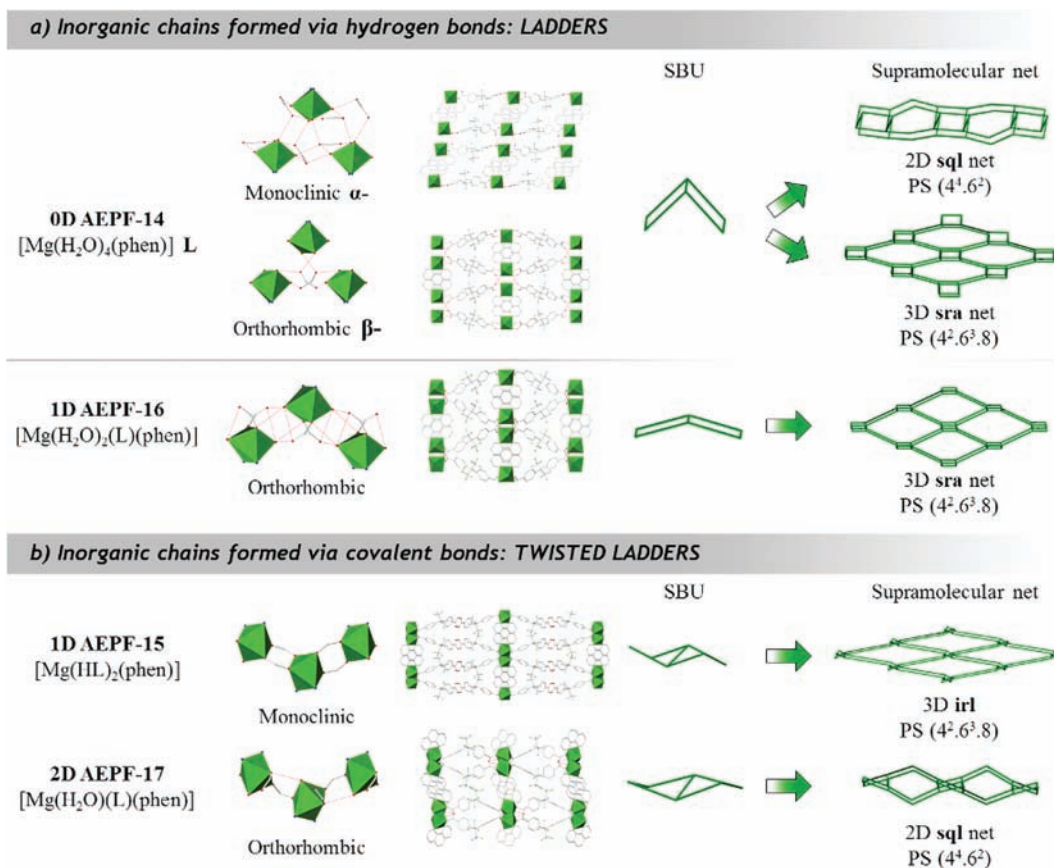 a) Inorganic chains formed via hydrogen bonds: LADDERS
SBU
Supramolecular net
0D AEPF-14
[Mg(H₂O)₄(phen)] L
Monoclinic α-
Orthorhombic β-
2D sql net
PS (4⁴.6²)
3D sra net
PS (4².6³.8)
1D AEPF-16
[Mg(H₂O)₂(L)(phen)]
Orthorhombic
3D sra net
PS (4².6³.8)
b) Inorganic chains formed via covalent bonds: TWISTED LADDERS
SBU
Supramolecular net
1D AEPF-15
[Mg(HL)₂(phen)]
Monoclinic
3D irl
PS (4².6³.8)
2D AEPF-17
[Mg(H₂O)(L)(phen)]
Orthorhombic
2D sql net
PS (4⁴.6²)